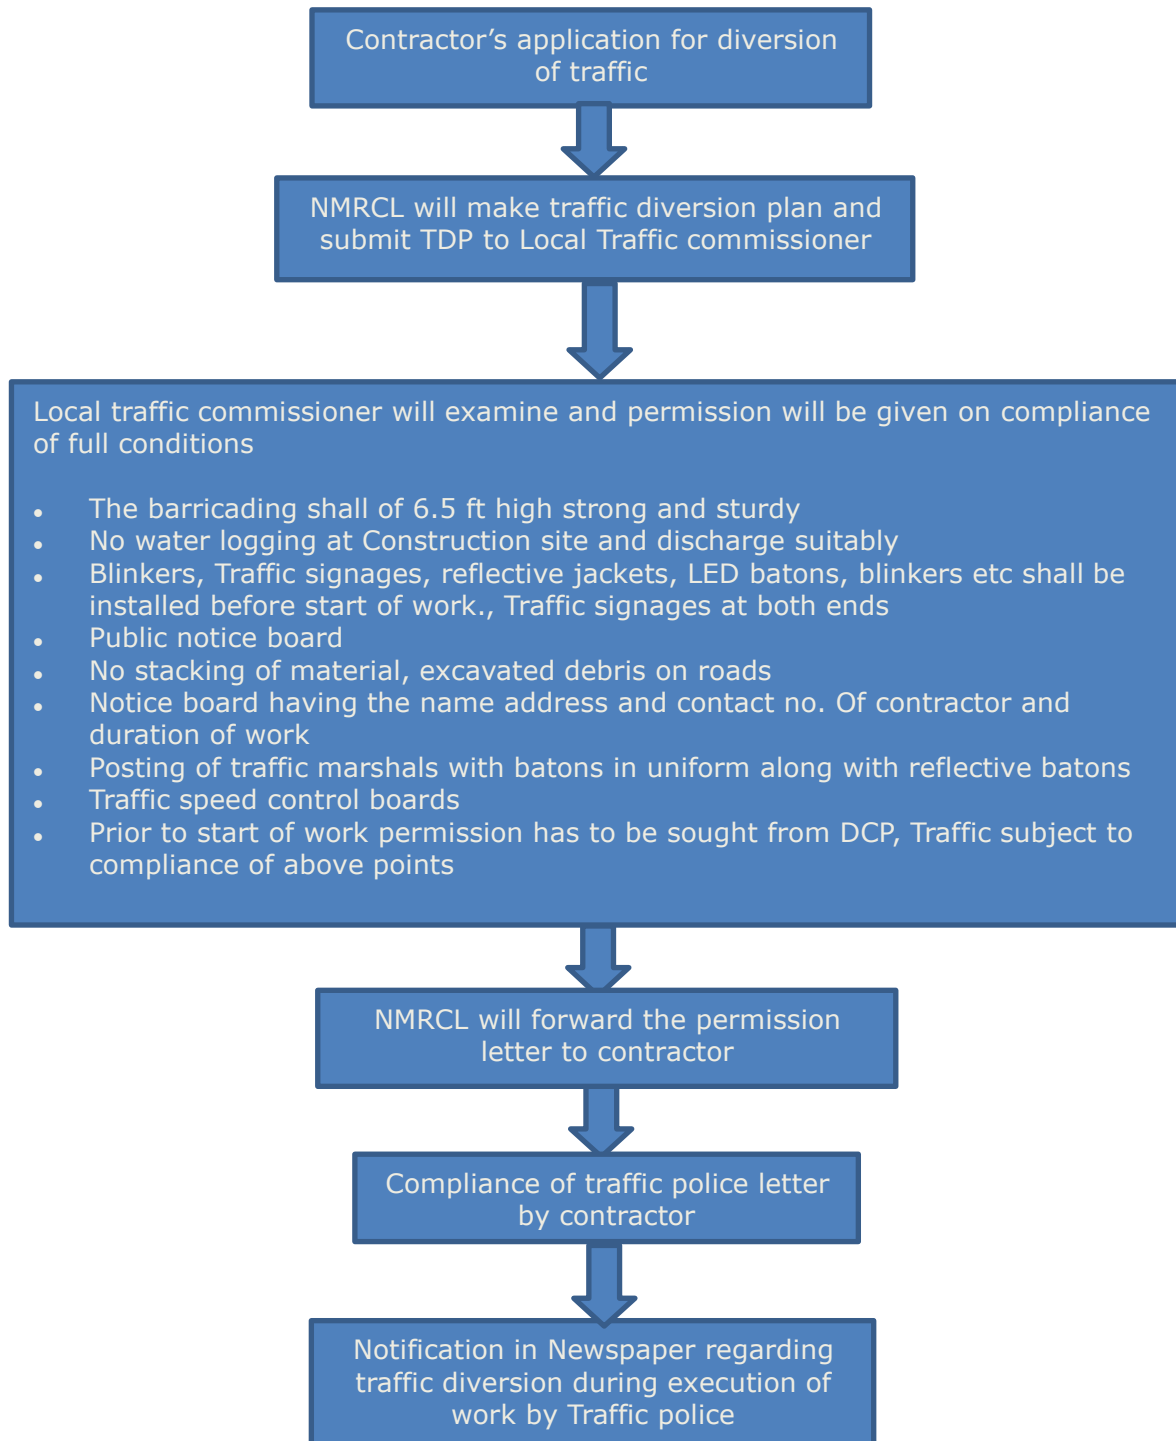 Contractor’s application for diversion
of traffic
NMRCL will make traffic diversion plan and
submit TDP to Local Traffic commissioner
Local traffic commissioner will examine and permission will be given on compliance
of full conditions
• The barricading shall of 6.5 ft high strong and sturdy
• No water logging at Construction site and discharge suitably
• Blinkers, Traffic signages, reflective jackets, LED batons, blinkers etc shall be
installed before start of work., Traffic signages at both ends
• Public notice board
• No stacking of material, excavated debris on roads
• Notice board having the name address and contact no. Of contractor and
duration of work
• Posting of traffic marshals with batons in uniform along with reflective batons
• Traffic speed control boards
• Prior to start of work permission has to be sought from DCP, Traffic subject to
compliance of above points
NMRCL will forward the permission
letter to contractor
Compliance of traffic police letter
by contractor
Notification in Newspaper regarding
traffic diversion during execution of
work by Traffic police